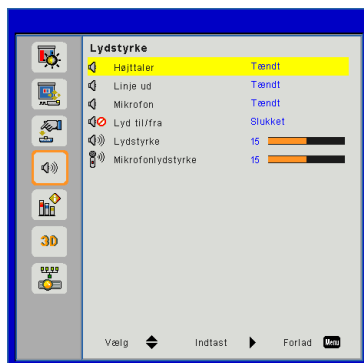 Lydstyrke
Højttaler Tændt
Linje ud Tændt
Mikrofon Tændt
Lyd til/fra Slukket
Lydstyrke 15
Mikrofonlydstyrke 15
3D
Vælg Indtast Forlad Menu